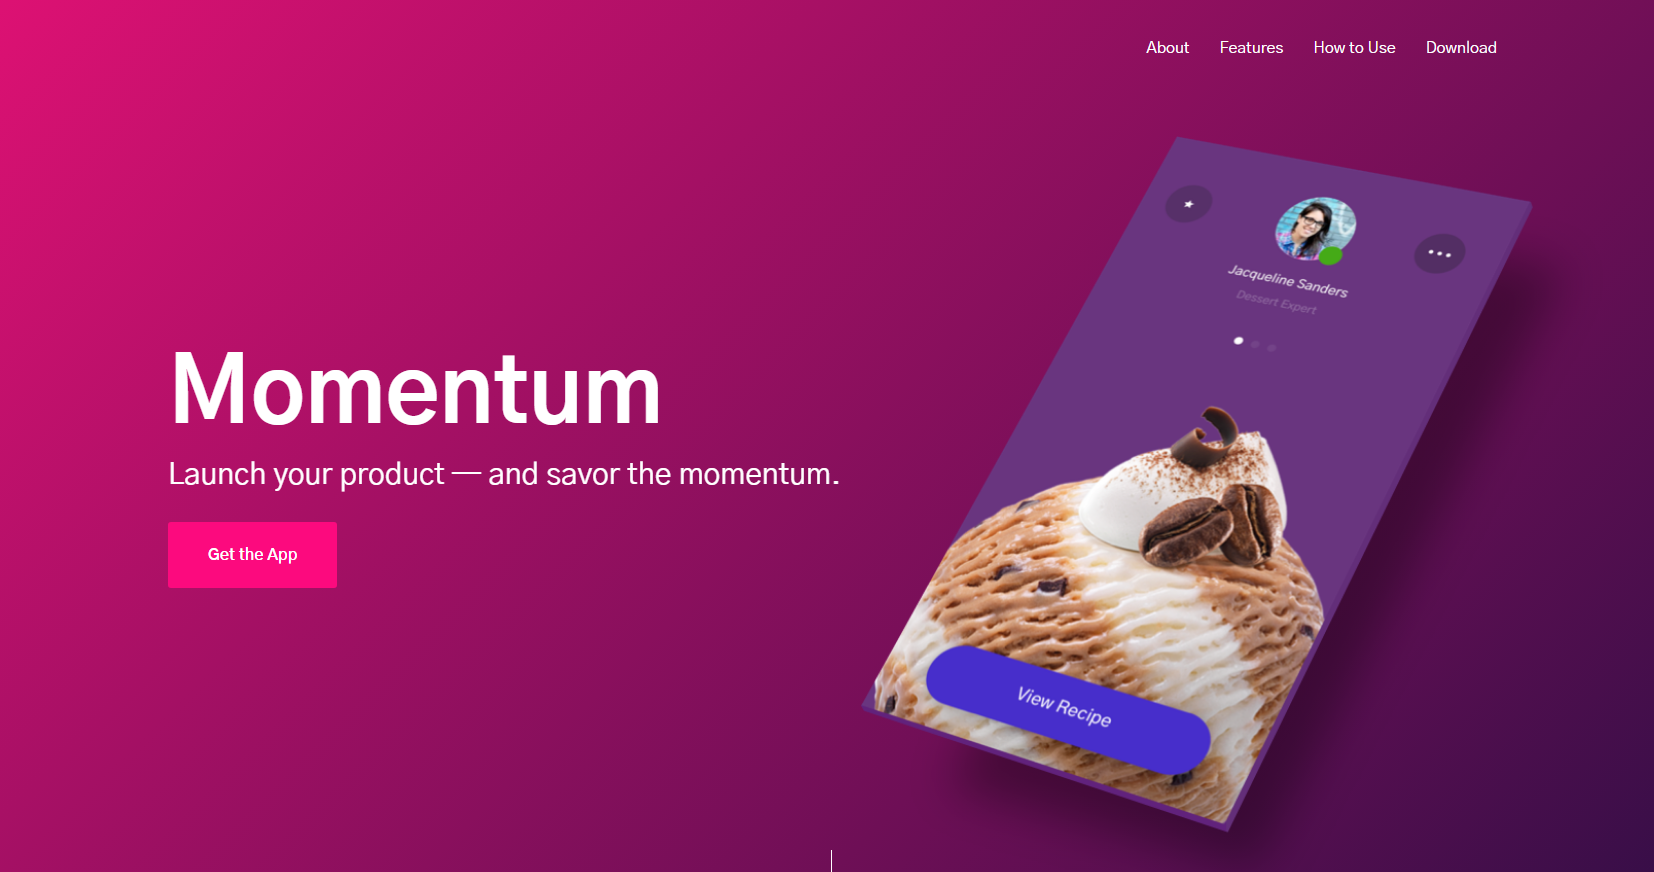 About Features How to Use Download
Momentum
Launch your product — and savor the momentum.
Get the App
Jacqueline Sanders
Dessert Expert
View Recipe